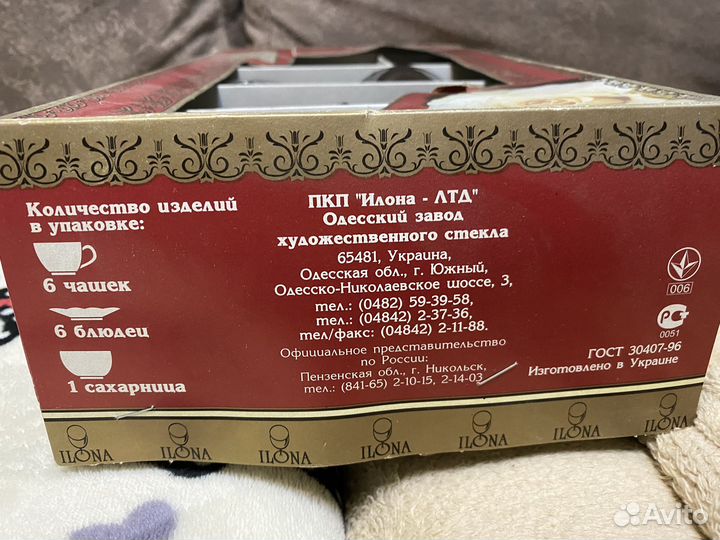 Количество изделий
в упаковке:
6 чашек
6 блюдец
1 сахарница
ПКП "Илона - ЛТД"
Одесский завод
художественного стекла
65481, Украина,
Одесская обл., г. Южный,
Одесско-Николаевское шоссе, 3,
тел.: (0482) 59-39-58,
тел.: (04842) 2-37-36,
тел/факс: (04842) 2-11-88.
Официальное представительство
по России:
Пензенская обл., г. Никольск,
тел.: (841-65) 2-10-15, 2-14-03
006
РС
0051
ГОСТ 30407-96
Изготовлено в Украине
ILONA ILONA ILONA ILONA ILONA ILONA ILONA
Avito